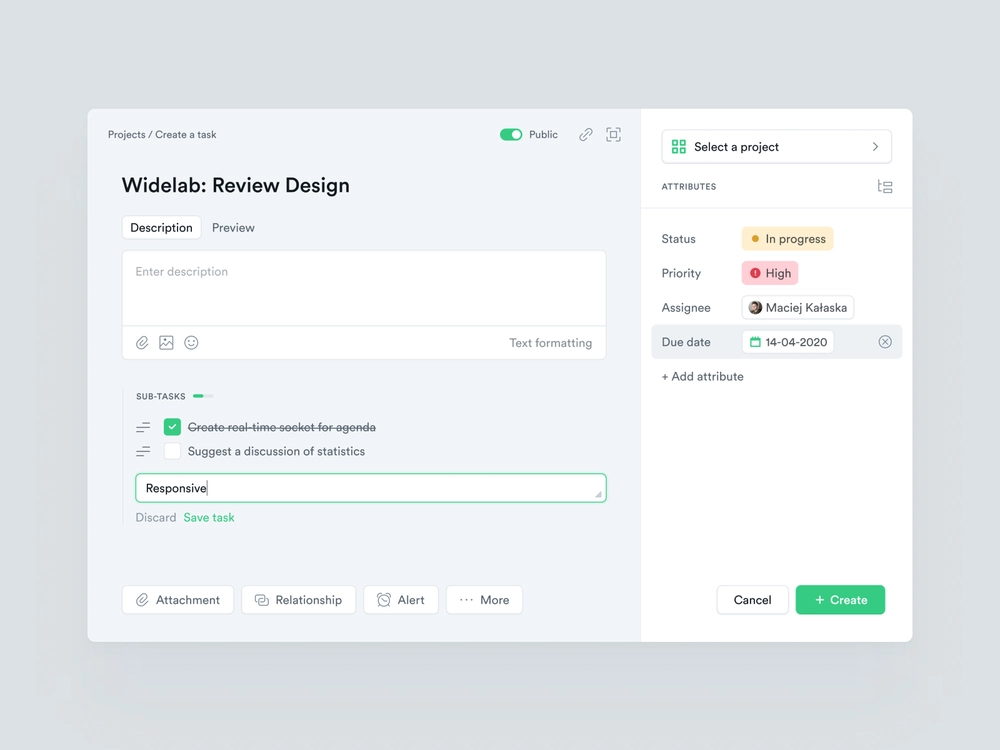 Projects / Create a task
Public
Widelab: Review Design
Description
Preview
Enter description
Text formatting
SUB-TASKS
Create real-time socket for agenda
Suggest a discussion of statistics
Responsive
Discard
Save task
Attachment
Relationship
Alert
More
Select a project
ATTRIBUTES
Status
In progress
Priority
High
Assignee
Maciej Kałaska
Due date
14-04-2020
+ Add attribute
Cancel
+ Create